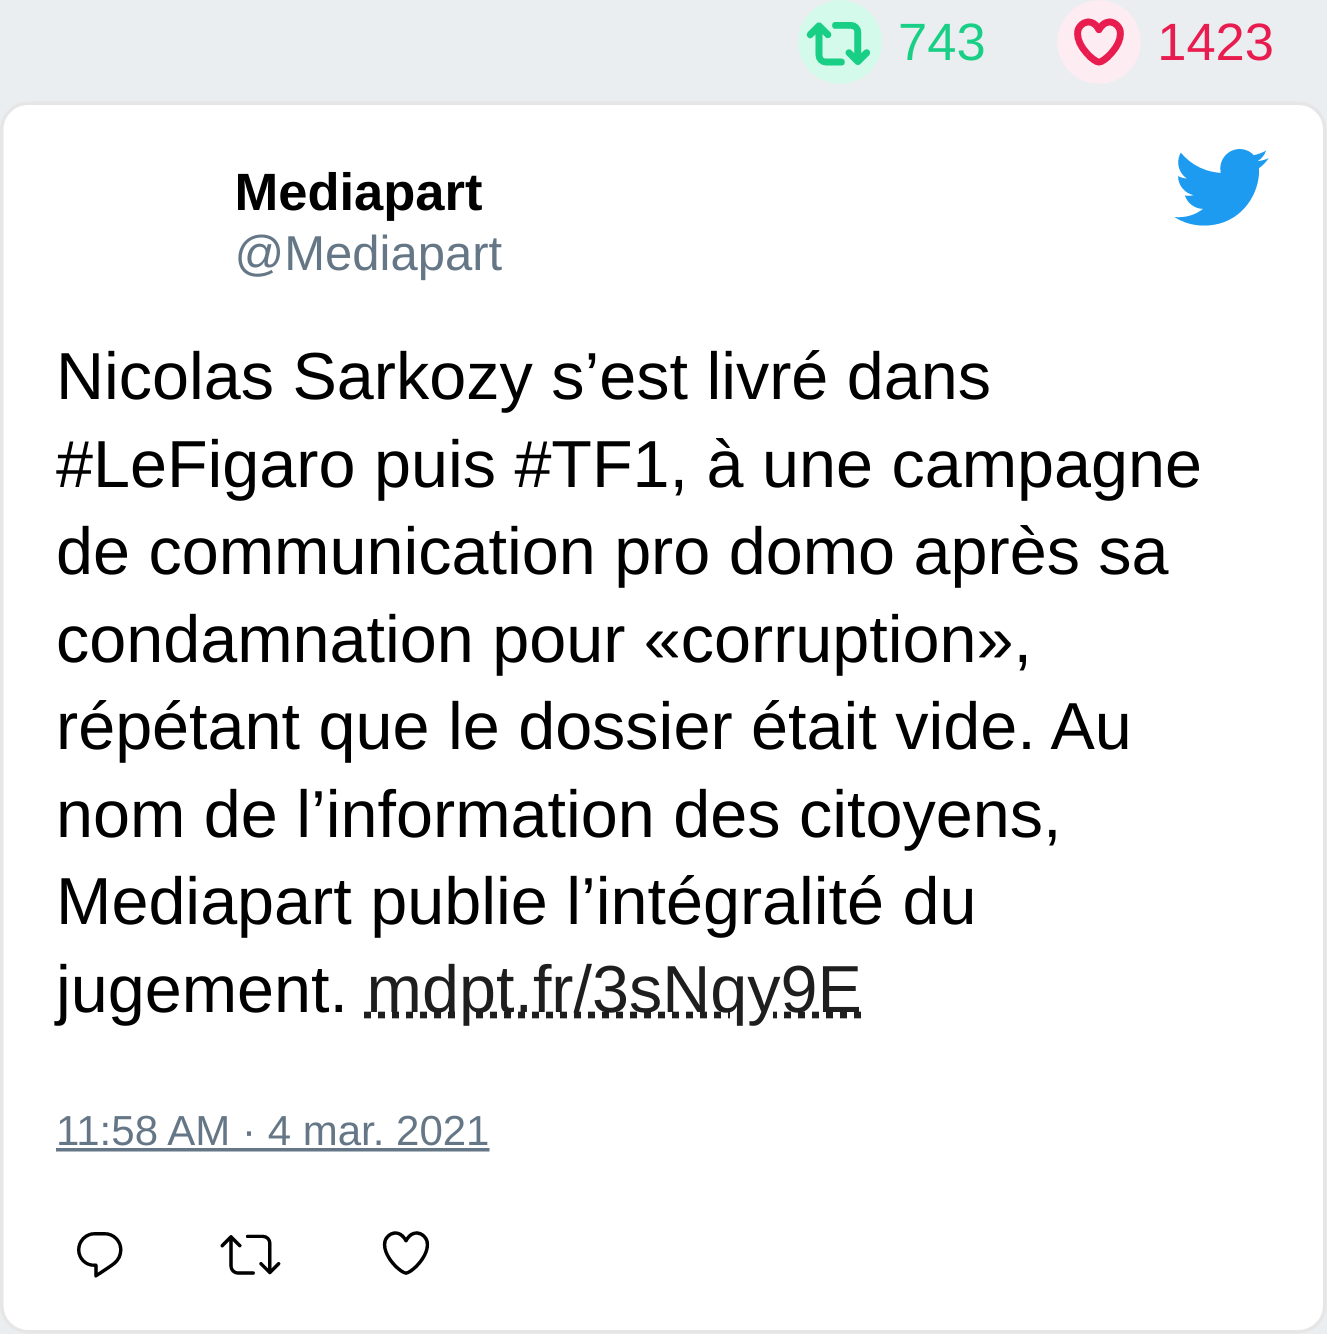 743 1423
Mediapart
@Mediapart
Nicolas Sarkozy s’est livré dans
#LeFigaro puis #TF1, à une campagne
de communication pro domo après sa
condamnation pour «corruption»,
répétant que le dossier était vide. Au
nom de l’information des citoyens,
Mediapart publie l’intégralité du
jugement. mdpt.fr/3sNqy9E
11:58 AM · 4 mar. 2021